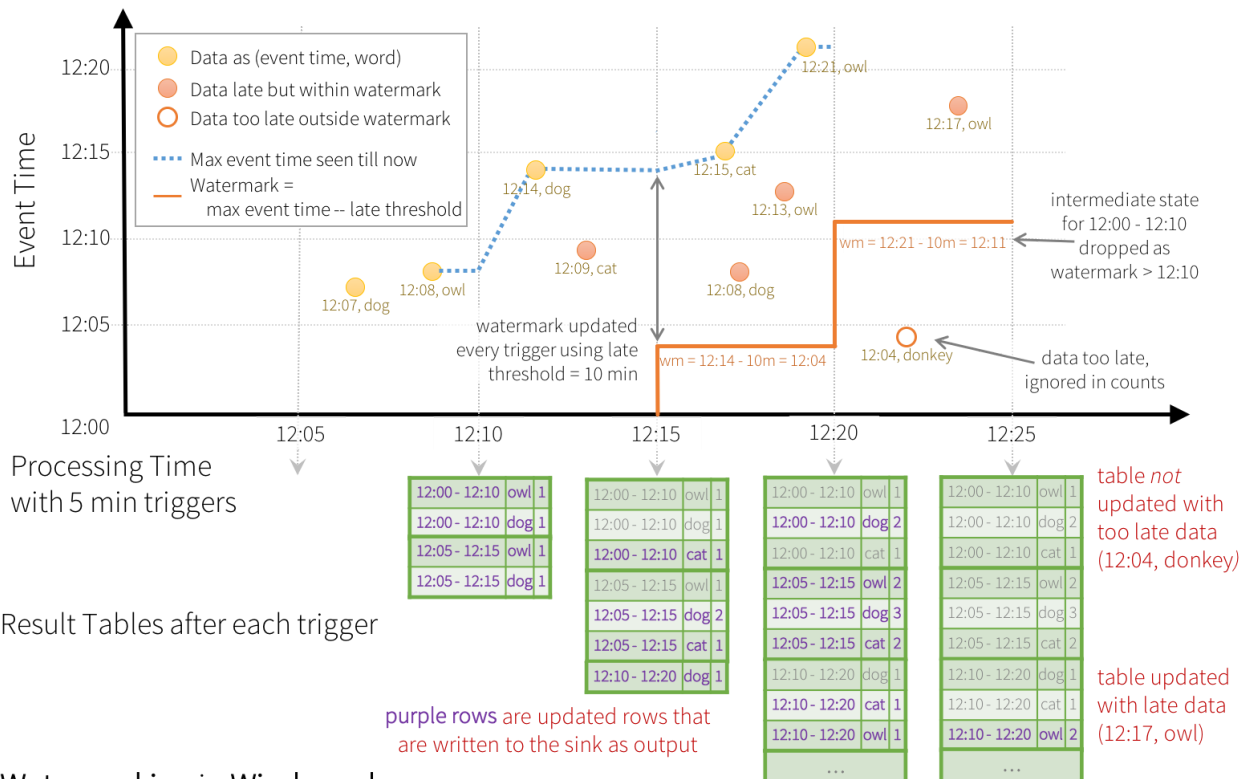 Data as (event time, word)
Data late but within watermark
Data too late outside watermark
Max event time seen till now
Watermark =
max event time -- late threshold
Event Time
12:20
12:15
12:10
12:05
12:00
12:07, dog
12:08, owl
12:14, dog
12:09, cat
12:15, cat
12:13, owl
12:08, dog
12:21, owl
12:17, owl
12:04, donkey
watermark updated
every trigger using late
threshold = 10 min
wm = 12:14 - 10m = 12:04
wm = 12:21 - 10m = 12:11
intermediate state
for 12:00 - 12:10
dropped as
watermark > 12:10
data too late,
ignored in counts
12:05
12:10
12:15
12:20
12:25
Processing Time
with 5 min triggers
Result Tables after each trigger
12:00 - 12:10 owl 1
12:00 - 12:10 dog 1
12:05 - 12:15 owl 1
12:05 - 12:15 dog 1
12:00 - 12:10 owl 1
12:00 - 12:10 dog 1
12:00 - 12:10 cat 1
12:05 - 12:15 owl 1
12:05 - 12:15 dog 2
12:05 - 12:15 cat 1
12:10 - 12:20 dog 1
12:00 - 12:10 owl 1
12:00 - 12:10 dog 2
12:00 - 12:10 cat 1
12:05 - 12:15 owl 2
12:05 - 12:15 dog 3
12:05 - 12:15 cat 2
12:10 - 12:20 dog 1
12:10 - 12:20 cat 1
12:10 - 12:20 owl 1
...
12:00 - 12:10 owl 1
12:00 - 12:10 dog 2
12:00 - 12:10 cat 1
12:05 - 12:15 owl 2
12:05 - 12:15 dog 3
12:05 - 12:15 cat 2
12:10 - 12:20 dog 1
12:10 - 12:20 cat 1
12:10 - 12:20 owl 2
...
table not
updated with
too late data
(12:04, donkey)
table updated
with late data
(12:17, owl)
purple rows are updated rows that
are written to the sink as output